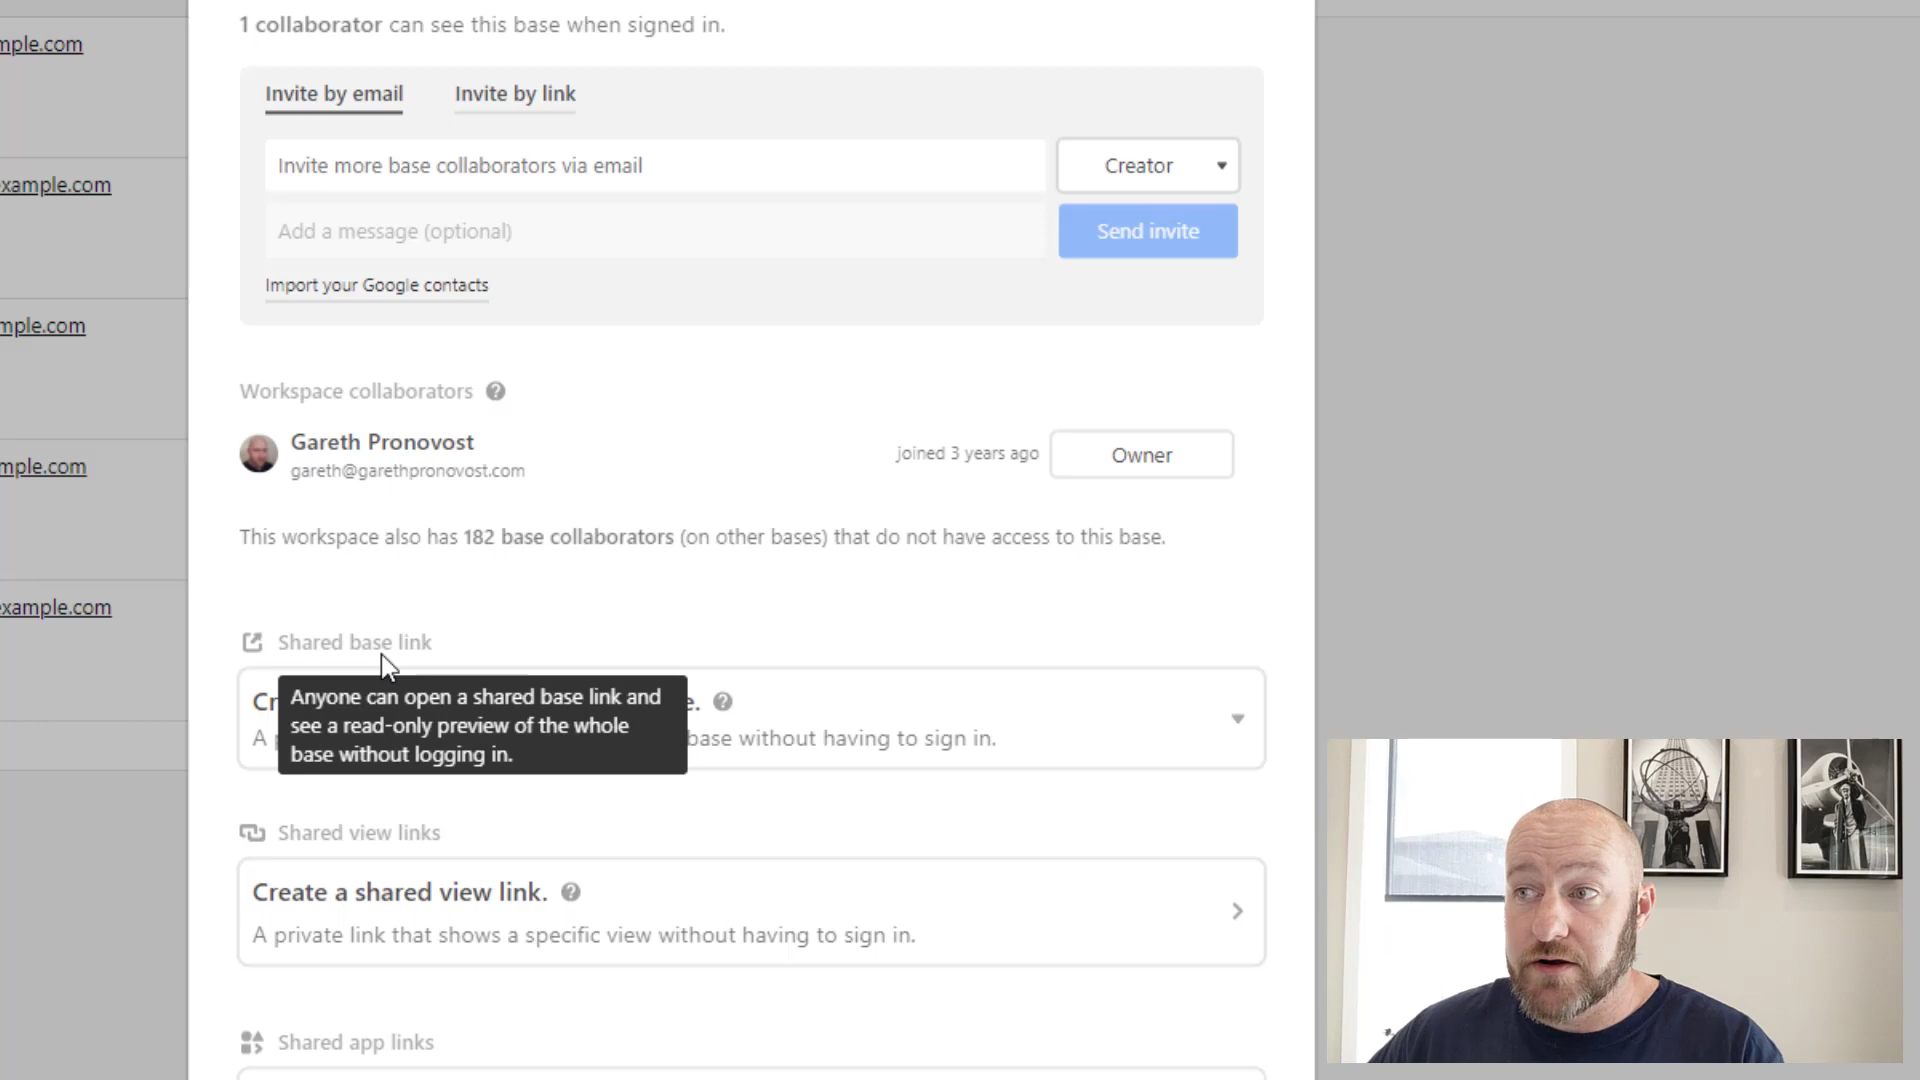 1 collaborator can see this base when signed in.
mple.com
Invite by email
Invite by link
Invite more base collaborators via email
Creator
xample.com
Add a message (optional)
Send invite
Import your Google contacts
mple.com
Workspace collaborators
Gareth Pronovost
gareth@garethpronovost.com
joined 3 years ago
Owner
mple.com
This workspace also has 182 base collaborators (on other bases) that do not have access to this base.
example.com
Shared base link
Cr
e.
Anyone can open a shared base link and
see a read-only preview of the whole
base without logging in.
A
base without having to sign in.
Shared view links
Create a shared view link.
A private link that shows a specific view without having to sign in.
Shared app links